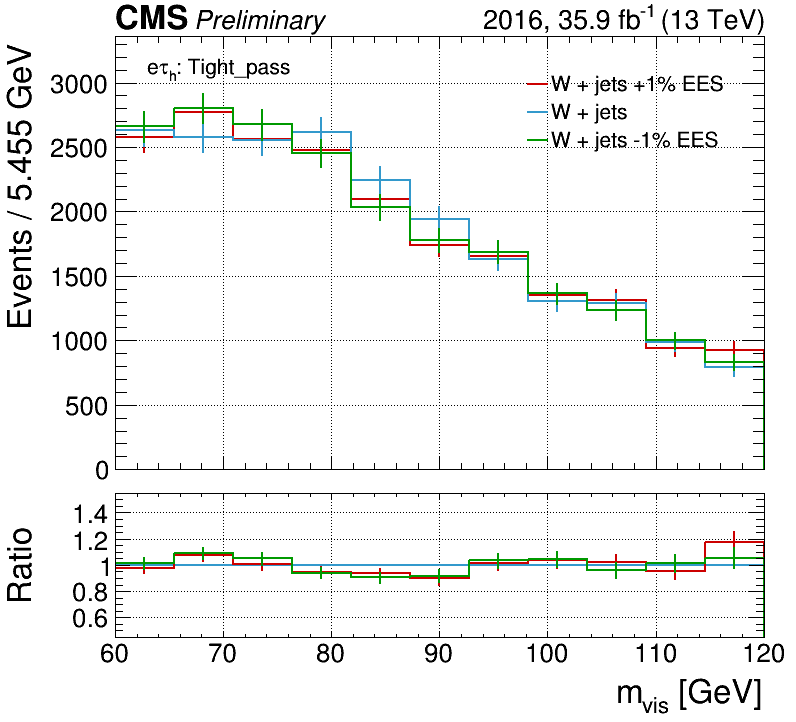 CMS Preliminary 2016, 35.9 fb⁻¹ (13 TeV)
eτh: Tight_pass
W + jets +1% EES
W + jets
W + jets -1% EES
Events / 5.455 GeV
3000
2500
2000
1500
1000
500
0
Ratio
1.4
1.2
1
0.8
0.6
60 70 80 90 100 110 120
mvis [GeV]